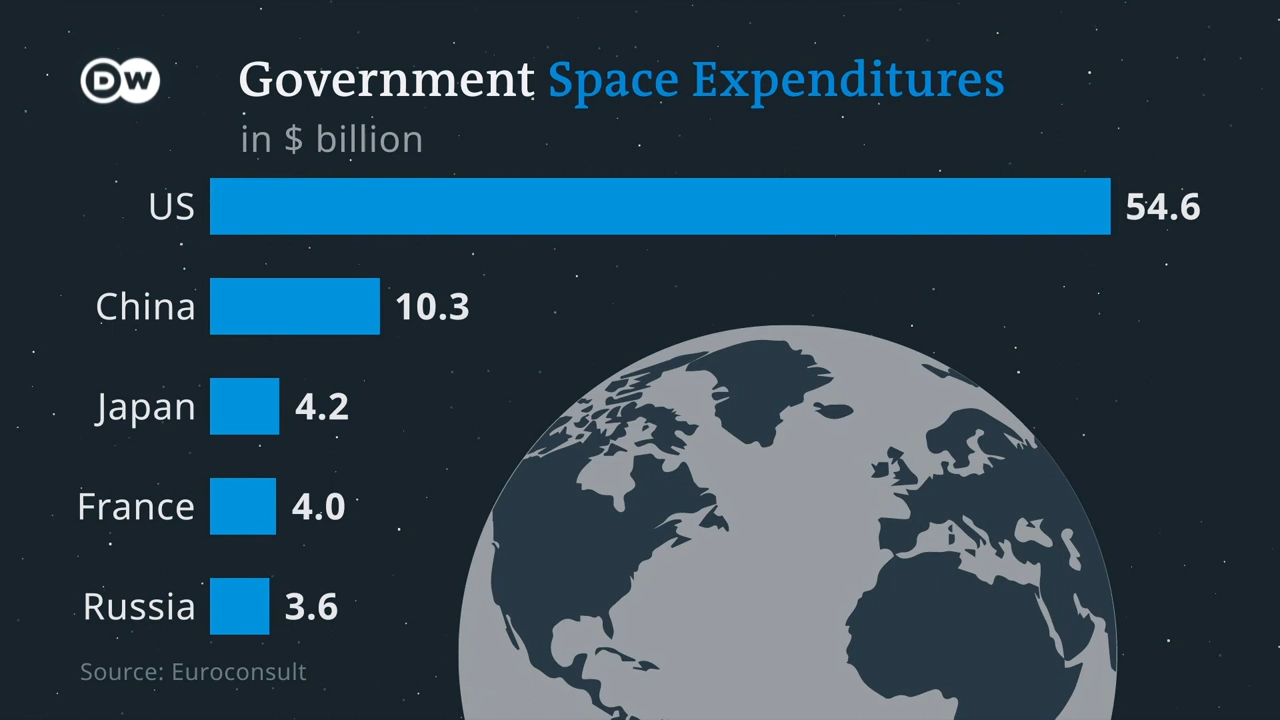 DW
Government Space Expenditures
in $ billion
US 54.6
China 10.3
Japan 4.2
France 4.0
Russia 3.6
Source: Euroconsult